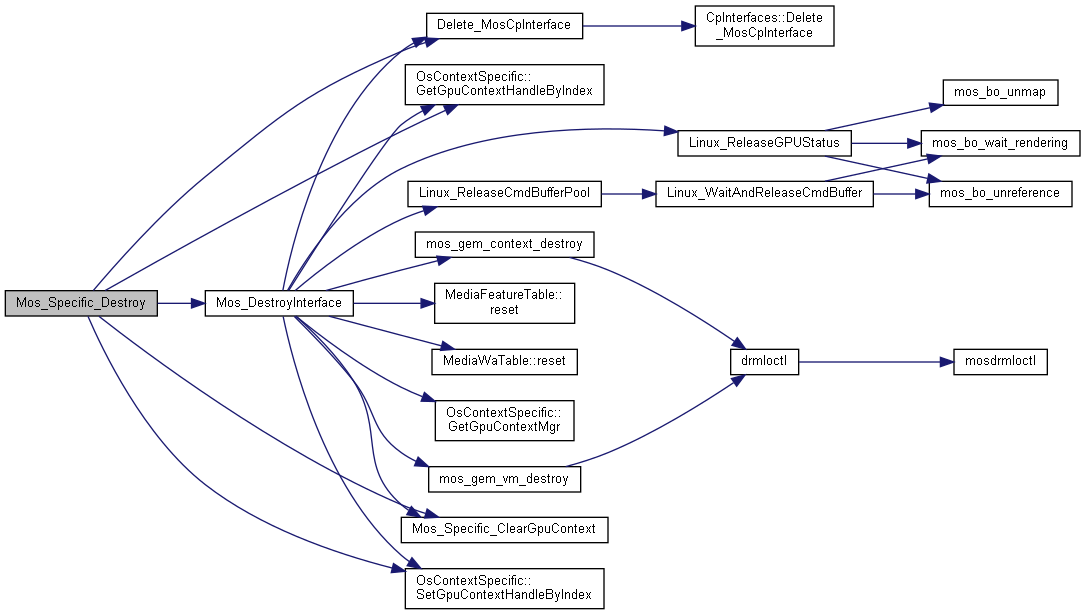 Delete_MosCpInterface
CpInterfaces::Delete
_MosCpInterface
OsContextSpecific::
GetGpuContextHandleByIndex
mos_bo_unmap
Linux_ReleaseGPUStatus
mos_bo_wait_rendering
Linux_ReleaseCmdBufferPool
Linux_WaitAndReleaseCmdBuffer
mos_bo_unreference
mos_gem_context_destroy
Mos_Specific_Destroy
Mos_DestroyInterface
MediaFeatureTable::
reset
MediaWaTable::reset
drmIoctl
mosdrmIoctl
OsContextSpecific::
GetGpuContextMgr
mos_gem_vm_destroy
Mos_Specific_ClearGpuContext
OsContextSpecific::
SetGpuContextHandleByIndex